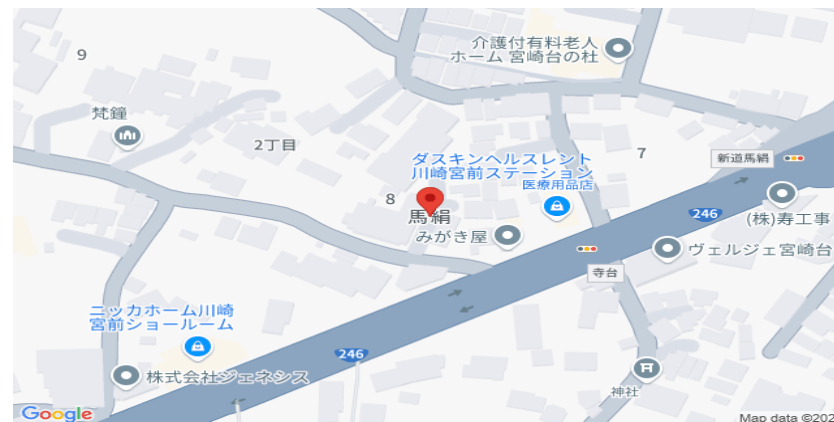 9
介護付有料老人
ホーム 宮崎台の杜
梵鐘
2丁目
7
新道馬絹
ダスキンヘルスレント
川崎宮前ステーション
医療用品店
8
馬絹
246
(株)寿工事
みがき屋
ヴェルジェ宮崎台
寺台
ニッカホーム川崎
宮前ショールーム
246
株式会社ジェネシス
神社
Google
Map data ©202